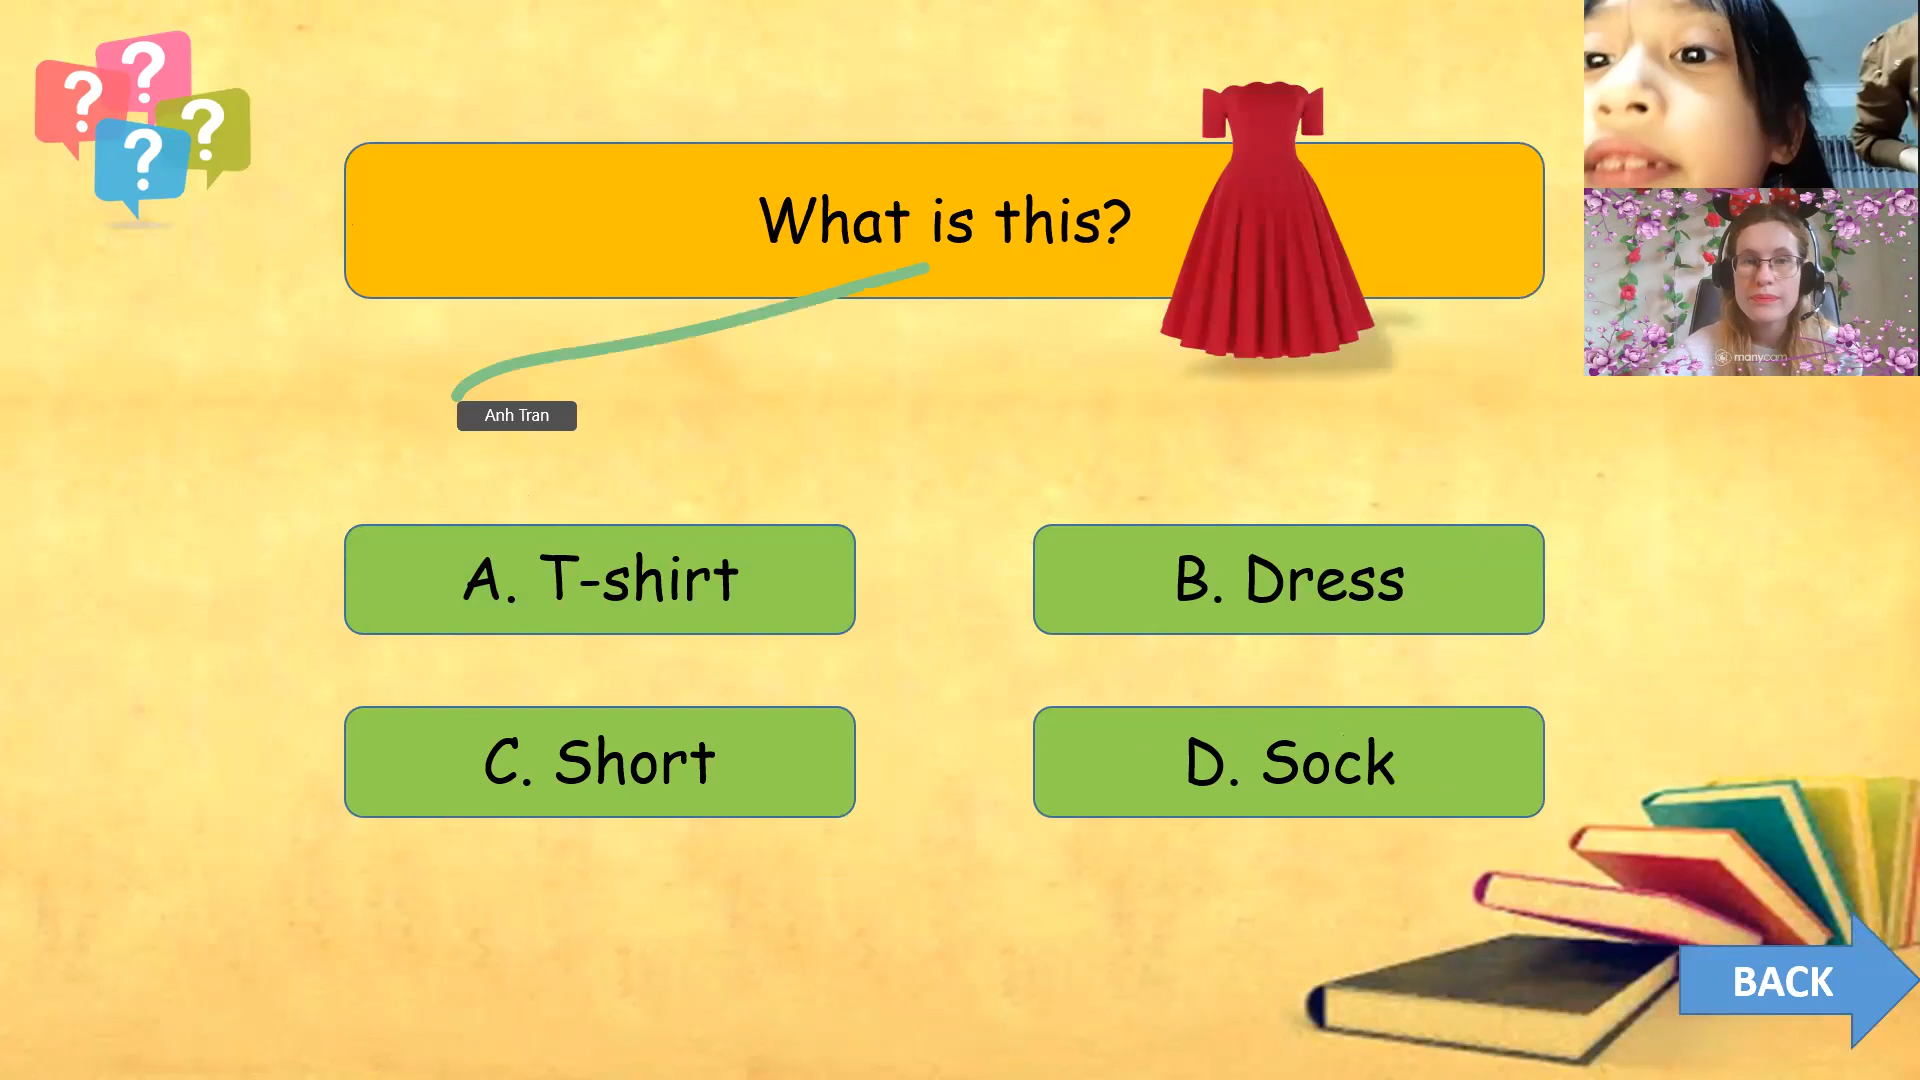 ? ? ? ?
What is this?
Anh Tran
A. T-shirt
B. Dress
C. Short
D. Sock
BACK
manycam